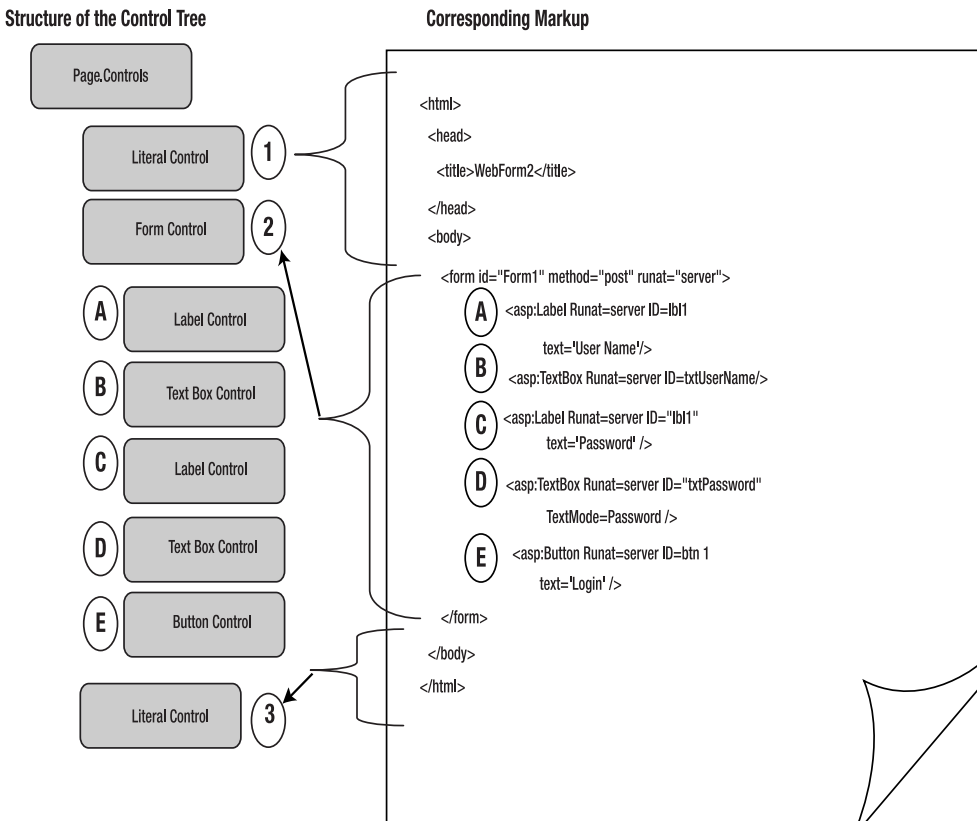 Structure of the Control Tree
Corresponding Markup
Page.Controls
Literal Control
1
Form Control
2
A
Label Control
B
Text Box Control
C
Label Control
D
Text Box Control
E
Button Control
Literal Control
3
<html>
<head>
<title>WebForm2</title>
</head>
<body>
<form id="Form1" method="post" runat="server">
A
<asp:Label Runat=server ID=lbl1
text='User Name'/>
B
<asp:TextBox Runat=server ID=txtUserName/>
C
<asp:Label Runat=server ID="lbl1"
text='Password' />
D
<asp:TextBox Runat=server ID="txtPassword"
TextMode=Password />
E
<asp:Button Runat=server ID=btn 1
text='Login' />
</form>
</body>
</html>